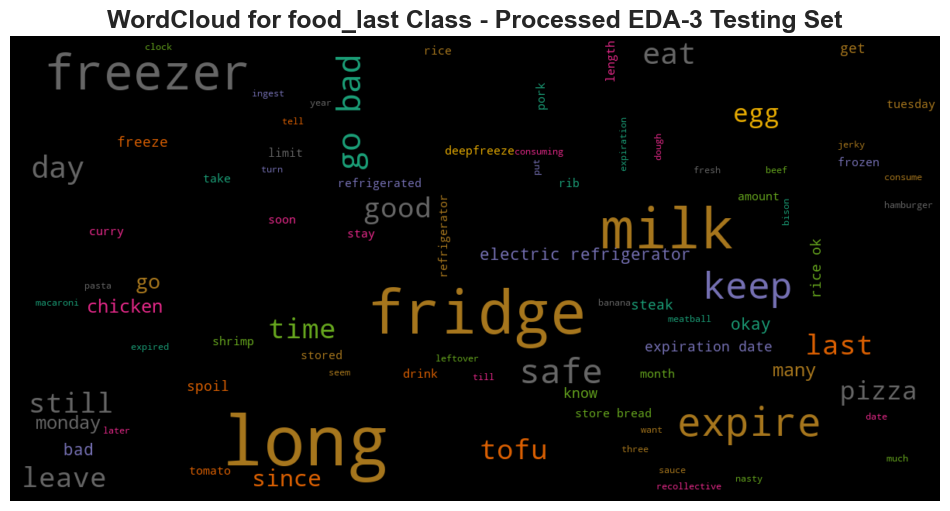 WordCloud for food_last Class - Processed EDA-3 Testing Set
clock
rice
length
eat
get
freezer
go bad
ingest
year
pork
egg
tuesday
tell
freeze
limit
deepfreeze
consuming
expiration
dough
jerky
frozen
day
take
turn
refrigerated
put
rib
fresh
beef
consume
amount
bison
hamburger
good
soon
stay
refrigerator
curry
milk
electric refrigerator
rice ok
pasta
go
keep
macaroni
chicken
fridge
banana
steak
meatball
okay
time
expired
shrimp
stored
leftover
expiration date
last
seem
drink
till
safe
month
many
spoil
know
pizza
still
monday
later
long
store bread
want
expire
date
bad
tofu
three
much
leave
tomato
since
sauce
nasty
recollective